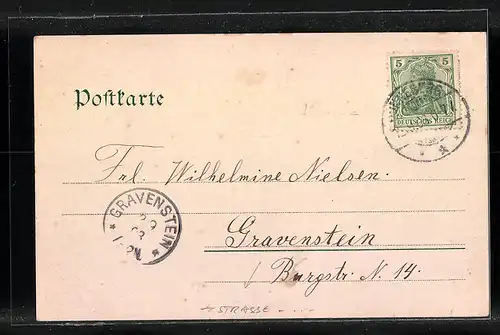 5
DEUTSCHES REICH
Postkarte
Frl. Wilhelmine Nielsen.
* GRAVENSTEIN *
Gravenstein
Burgstr. N. 14.
STRASSE